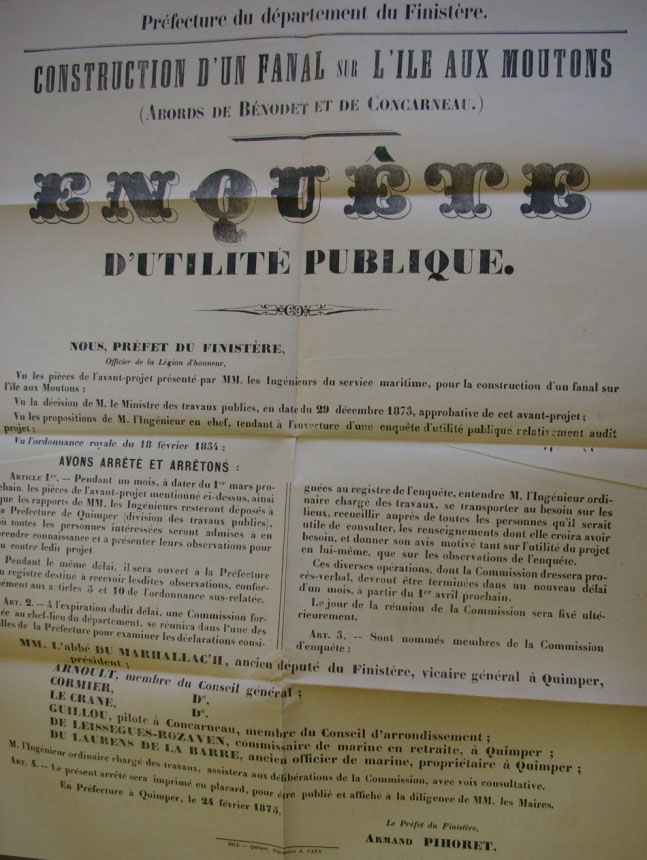 Préfecture du département du Finistère.
CONSTRUCTION D'UN FANAL SUR L'ILE AUX MOUTONS
(ABORDS DE BÉNODET ET DE CONCARNEAU.)
ENQUÊTE
D'UTILITÉ PUBLIQUE.
NOUS, PRÉFET DU FINISTÈRE,
Officier de la Légion d'honneur,
Vu les pièces de l'avant-projet présenté par MM. les Ingénieurs du service maritime, pour la construction d'un fanal sur
l'île aux Moutons ;
Vu la décision de M. le Ministre des travaux publics, en date du 29 décembre 1873, approbative de cet avant-projet ;
Vu les propositions de M. l'Ingénieur en chef, tendant à l'ouverture d'une enquête d'utilité publique relativement audit
projet ;
Vu l'ordonnance royale du 18 février 1834 ;
AVONS ARRÊTÉ ET ARRÊTONS :
ARTICLE 1er. — Pendant un mois, à dater du 1er mars pro-
chain, les pièces de l'avant-projet mentionné ci-dessus, ainsi
que les rapports de MM. les Ingénieurs resteront déposés à
la Préfecture de Quimper (division des travaux publics),
où toutes les personnes intéressées seront admises à en
prendre connaissance et à présenter leurs observations pour
ou contre ledit projet.
Pendant le même délai, il sera ouvert à la Préfecture
un registre destiné à recevoir lesdites observations, confor-
mément aux articles 5 et 10 de l'ordonnance sus-relatée.
ART. 2. — A l'expiration dudit délai, une Commission for-
mée au chef-lieu du département, se réunira dans l'une des
salles de la Préfecture pour examiner les déclarations consi-
gnées au registre de l'enquête, entendre M. l'Ingénieur ordi-
naire chargé des travaux, se transporter au besoin sur les
lieux, recueillir auprès de toutes les personnes qu'il serait
utile de consulter, les renseignements dont elle croira avoir
besoin, et donner son avis motivé tant sur l'utilité du projet
en lui-même, que sur les observations de l'enquête.
Ces diverses opérations, dont la Commission dressera pro-
cès-verbal, devront être terminées dans un nouveau délai
d'un mois, à partir du 1er avril prochain.
Le jour de la réunion de la Commission sera fixé ulté-
rieurement.
ART. 3. — Sont nommés membres de la Commission
d'enquête :
MM. L'abbé DU MARHALLAC'H, ancien député du Finistère, vicaire général à Quimper,
président ;
ARNOULT, membre du Conseil général ;
CORMIER, Do.
LE CRANE, Do.
GUILLOU, pilote à Concarneau, membre du Conseil d'arrondissement ;
DE LEISSEGUES-ROZAVEN, commissaire de marine en retraite, à Quimper ;
DU LAURENS DE LA BARRE, ancien officier de marine, propriétaire à Quimper ;
M. l'Ingénieur ordinaire chargé des travaux, assistera aux délibérations de la Commission, avec voix consultative.
ART. 4. — Le présent arrêté sera imprimé en placard, pour être publié et affiché à la diligence de MM. les Maires.
En Préfecture à Quimper, le 24 février 1875.
Le Préfet du Finistère,
ARMAND PIHORET.
Quimper,